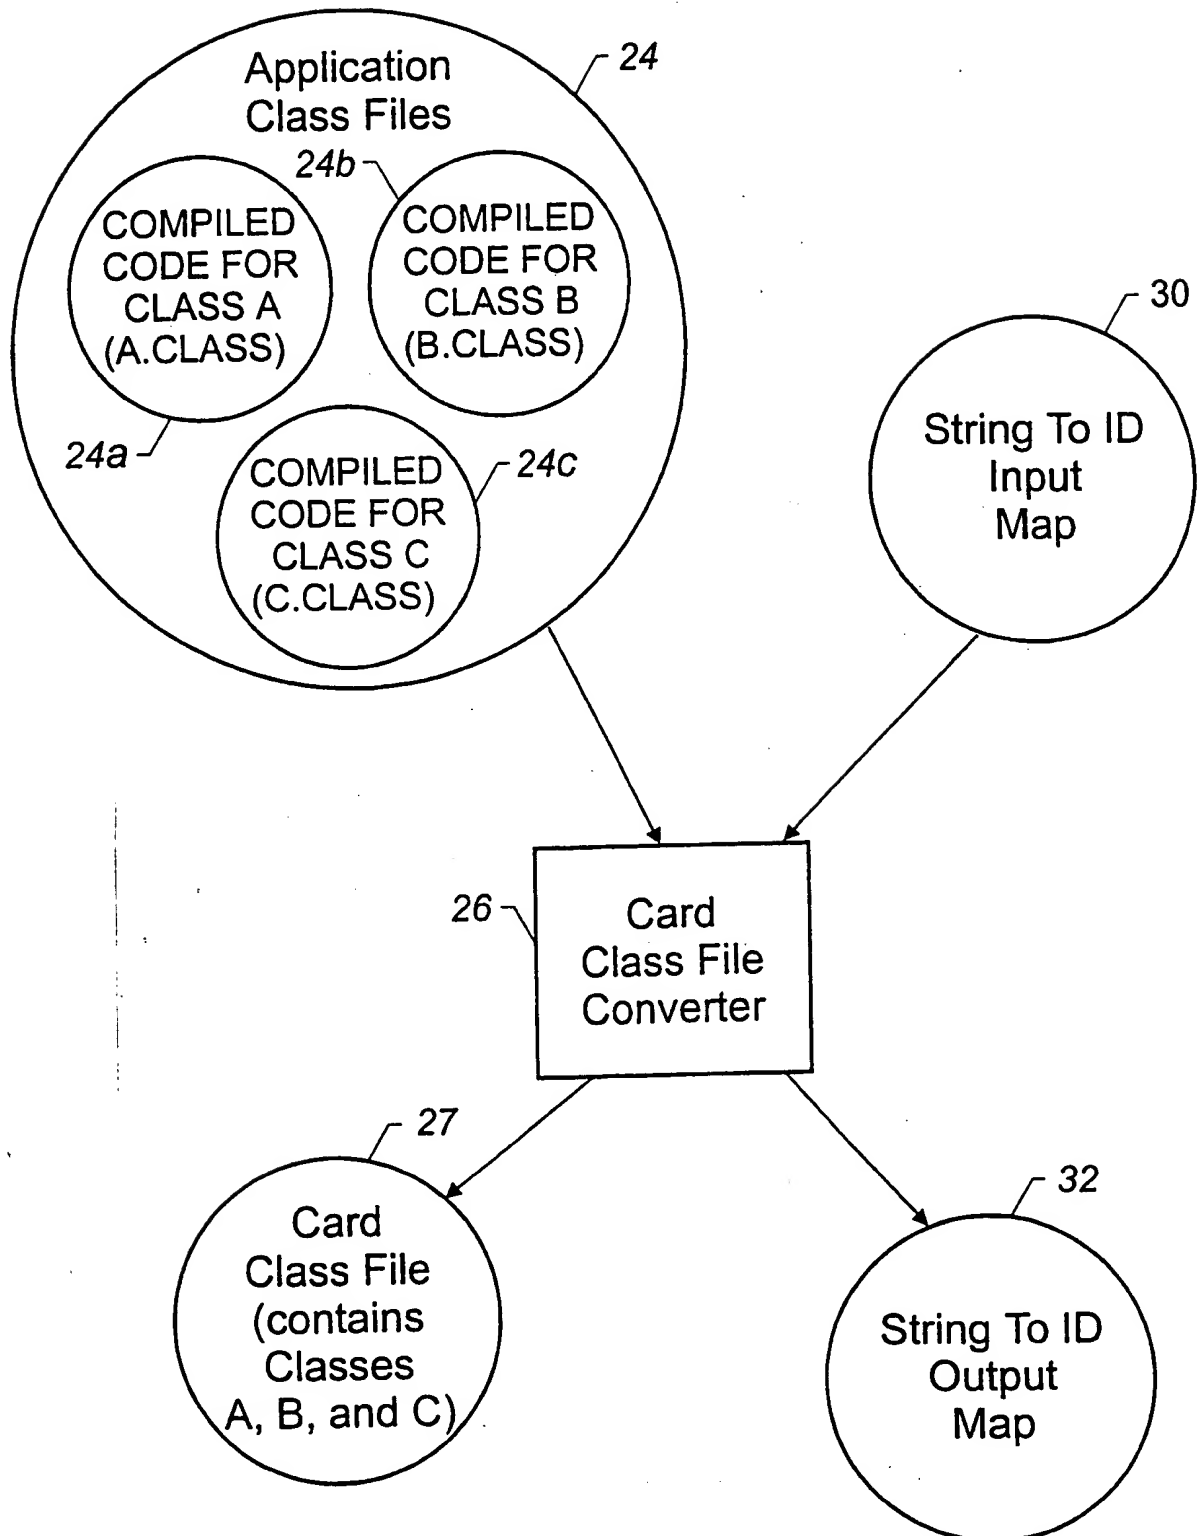 Application
Class Files
24
24b
COMPILED
CODE FOR
CLASS A
(A.CLASS)
COMPILED
CODE FOR
CLASS B
(B.CLASS)
24a
COMPILED
CODE FOR
CLASS C
(C.CLASS)
24c
30
String To ID
Input
Map
26
Card
Class File
Converter
27
Card
Class File
(contains
Classes
A, B, and C)
32
String To ID
Output
Map